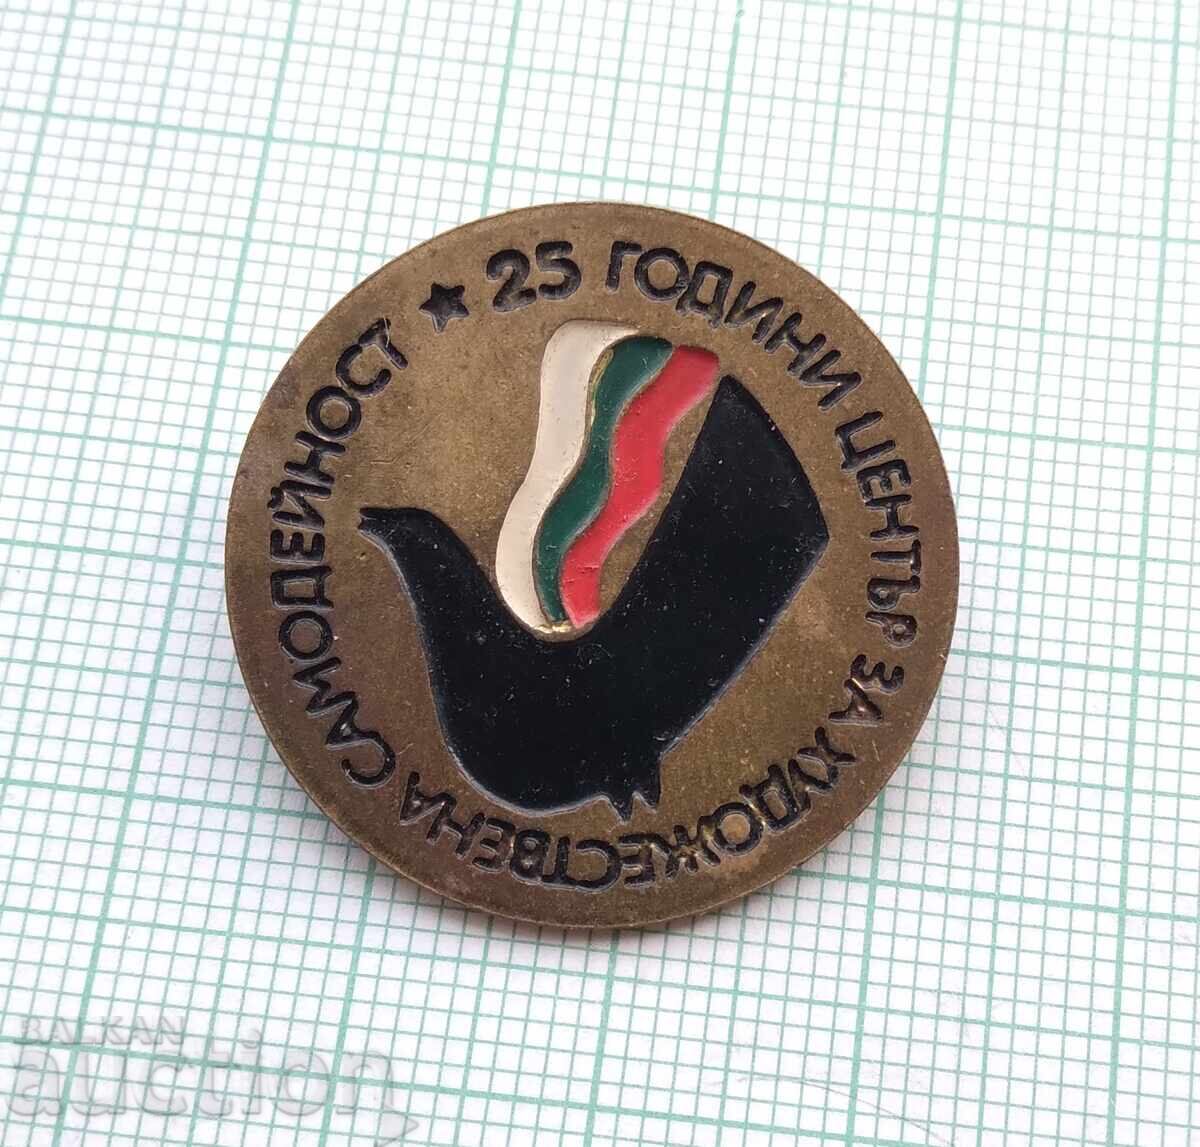 ★ 25 ГОДИНИ ЦЕНТЪР ЗА ХУДОЖЕСТВЕНА САМОДЕЙНОСТ
BALKAN
auction